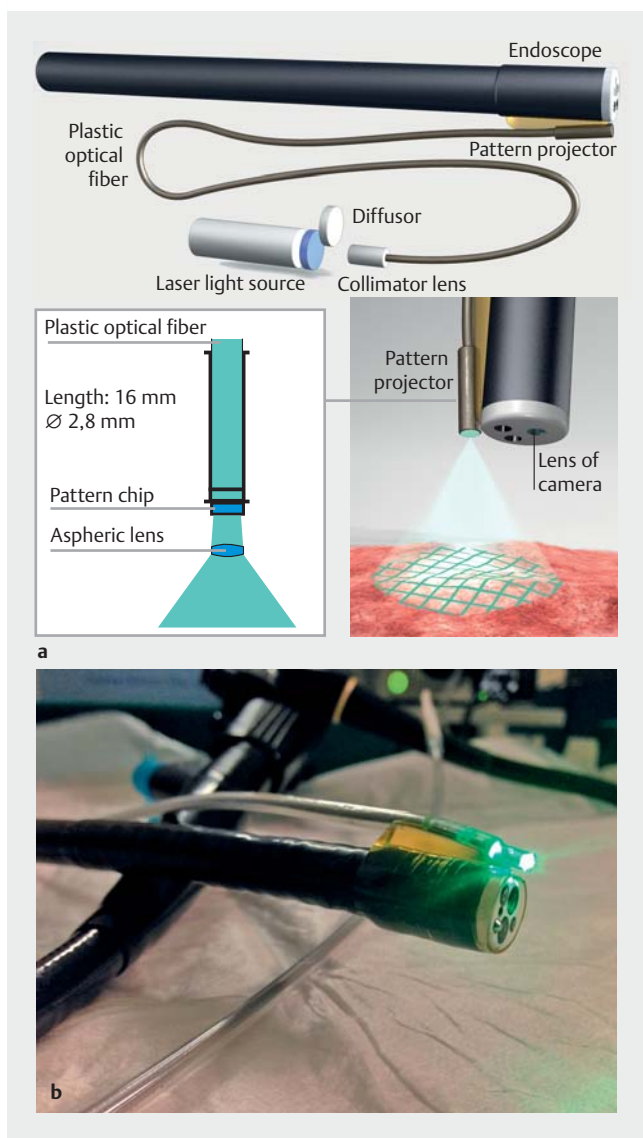 Endoscope
Plastic
optical
fiber
Pattern projector
Diffusor
Laser light source
Collimator lens
Plastic optical fiber
Length: 16 mm
∅ 2,8 mm
Pattern chip
Aspheric lens
Pattern
projector
Lens of
camera
a
b